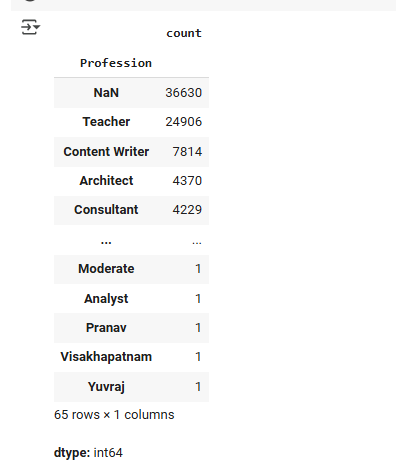 count
Profession
NaN 36630
Teacher 24906
Content Writer 7814
Architect 4370
Consultant 4229
... ...
Moderate 1
Analyst 1
Pranav 1
Visakhapatnam 1
Yuvraj 1
65 rows × 1 columns
dtype: int64